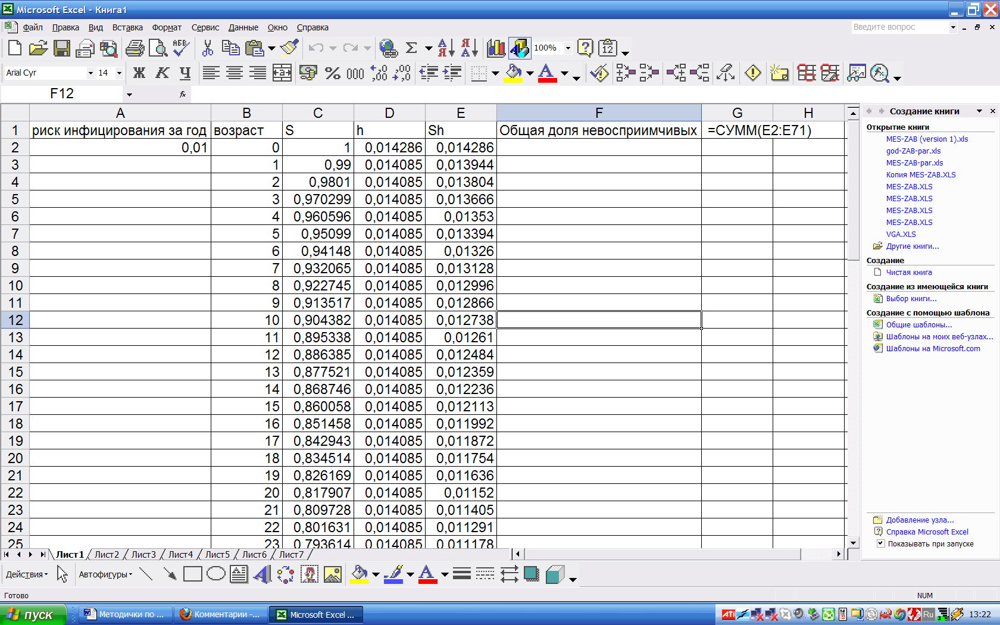 Microsoft Excel - Книга1
Файл Правка Вид Вставка Формат Сервис Данные Окно Справка
Введите вопрос
100%
Arial Cyr 14 Ж К Ч % 000
F12 fx
A B C D E F G H
1 риск инфицирования за год возраст S h Sh Общая доля невосприимчивых =СУММ(E2:E71)
2 0,01 0 1 0,014286 0,014286
3 1 0,99 0,014085 0,013944
4 2 0,9801 0,014085 0,013804
5 3 0,970299 0,014085 0,013666
6 4 0,960596 0,014085 0,01353
7 5 0,95099 0,014085 0,013394
8 6 0,94148 0,014085 0,01326
9 7 0,932065 0,014085 0,013128
10 8 0,922745 0,014085 0,012996
11 9 0,913517 0,014085 0,012866
12 10 0,904382 0,014085 0,012738
13 11 0,895338 0,014085 0,01261
14 12 0,886385 0,014085 0,012484
15 13 0,877521 0,014085 0,012359
16 14 0,868746 0,014085 0,012236
17 15 0,860058 0,014085 0,012113
18 16 0,851458 0,014085 0,011992
19 17 0,842943 0,014085 0,011872
20 18 0,834514 0,014085 0,011754
21 19 0,826169 0,014085 0,011636
22 20 0,817907 0,014085 0,01152
23 21 0,809728 0,014085 0,011405
24 22 0,801631 0,014085 0,011291
25 23 0,793614 0,014085 0,011178
Создание книги
Открытие книги
MES-ZAB (version 1).xls
god-ZAB-par.xls
MES-ZAB-par.xls
Копия MES-ZAB.XLS
MES-ZAB.XLS
MES-ZAB.XLS
MES-ZAB.XLS
MES-ZAB.XLS
VGA.XLS
Другие книги...
Создание
Чистая книга
Создание из имеющейся книги
Выбор книги...
Создание с помощью шаблона
Общие шаблоны...
Шаблоны на моих веб-узлах...
Шаблоны на Microsoft.com
Добавление узла...
Справка Microsoft Excel
Показывать при запуске
Лист1 Лист2 Лист3 Лист4 Лист5 Лист6 Лист7
Действия Автофигуры
Готово NUM
пуск Методички по ... Комментарии -... Microsoft Excel ... ATI Ru 13:22